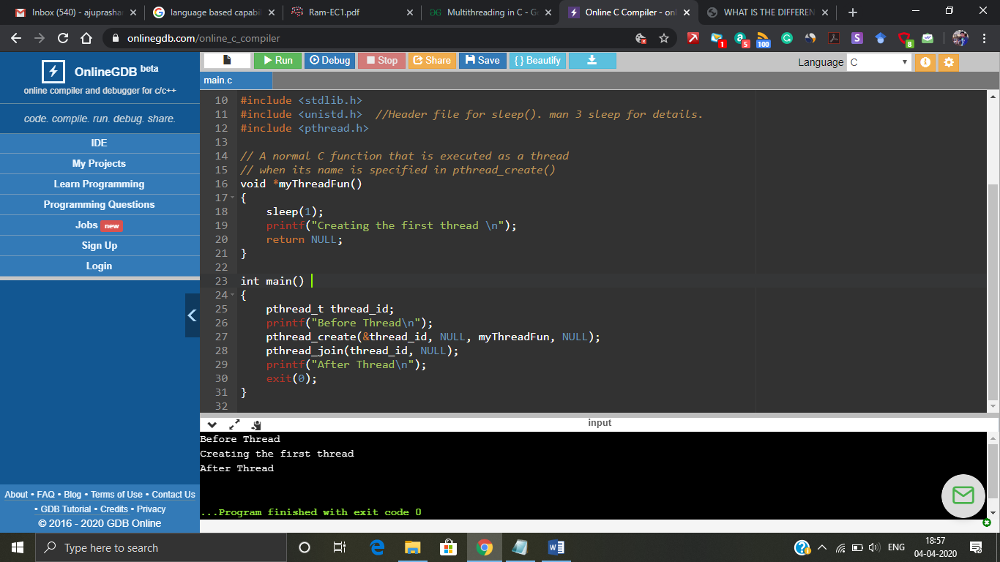 Inbox (540) - ajuprashar
language based capabil
Ram-EC1.pdf
Multithreading in C - Ge
Online C Compiler - onl
WHAT IS THE DIFFEREN
onlinegdb.com/online_c_compiler
1
5
100
8
OnlineGDB beta
online compiler and debugger for c/c++
code. compile. run. debug. share.
IDE
My Projects
Learn Programming
Programming Questions
Jobs new
Sign Up
Login
About • FAQ • Blog • Terms of Use • Contact Us
• GDB Tutorial • Credits • Privacy
© 2016 - 2020 GDB Online
Run Debug Stop Share Save { } Beautify
Language C
main.c
10 #include <stdlib.h>
11 #include <unistd.h>  //Header file for sleep(). man 3 sleep for details.
12 #include <pthread.h>
13
14 // A normal C function that is executed as a thread
15 // when its name is specified in pthread_create()
16 void *myThreadFun()
17 {
18     sleep(1);
19     printf("Creating the first thread \n");
20     return NULL;
21 }
22
23 int main()
24 {
25     pthread_t thread_id;
26     printf("Before Thread\n");
27     pthread_create(&thread_id, NULL, myThreadFun, NULL);
28     pthread_join(thread_id, NULL);
29     printf("After Thread\n");
30     exit(0);
31 }
32
input
Before Thread
Creating the first thread
After Thread
...Program finished with exit code 0
Type here to search
ENG
18:57
04-04-2020